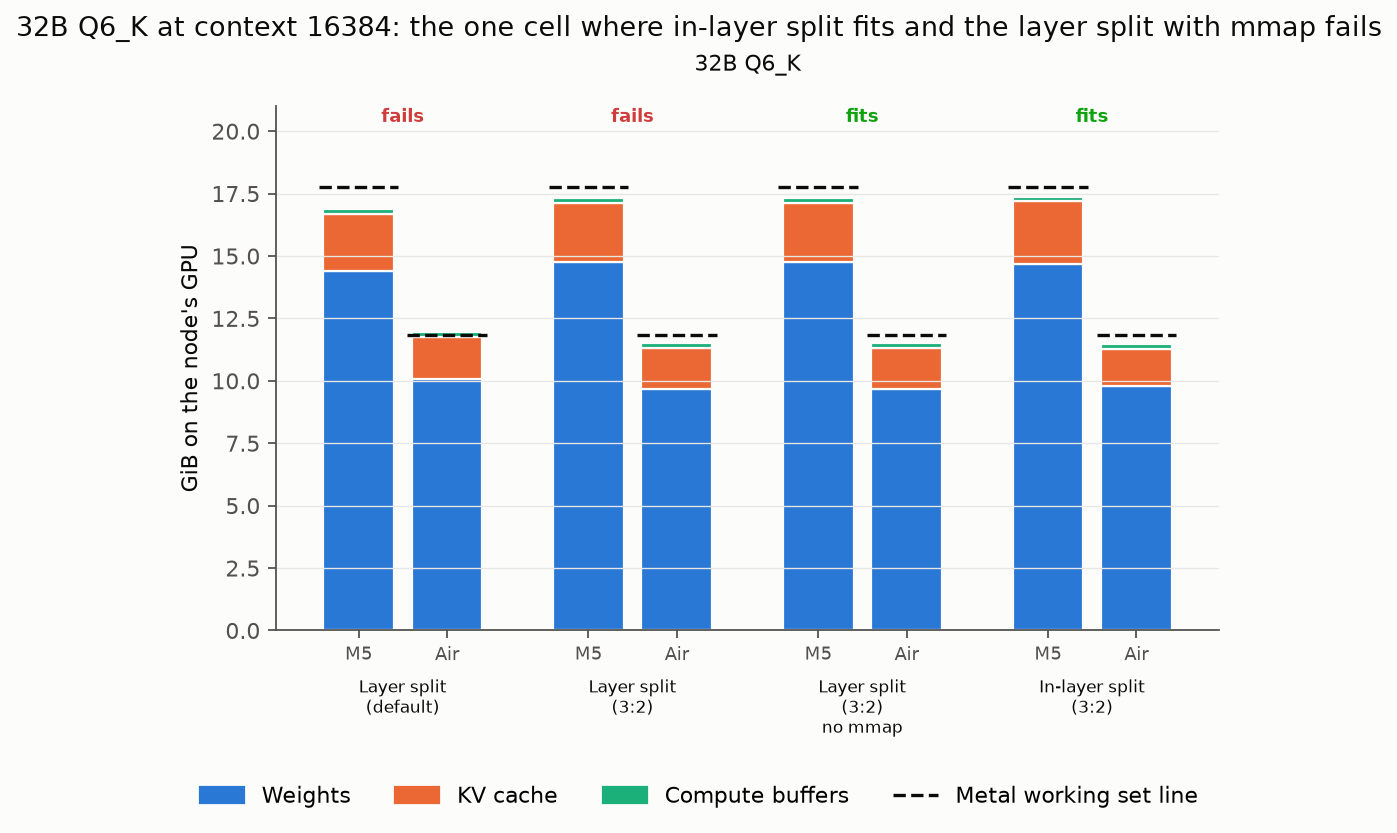 32B Q6_K at context 16384: the one cell where in-layer split fits and the layer split with mmap fails
32B Q6_K
fails fails fits fits
20.0
17.5
15.0
12.5
10.0
7.5
5.0
2.5
0.0
GiB on the node's GPU
M5 Air M5 Air M5 Air M5 Air
Layer split Layer split Layer split In-layer split
(default) (3:2) (3:2) (3:2)
no mmap
Weights KV cache Compute buffers Metal working set line